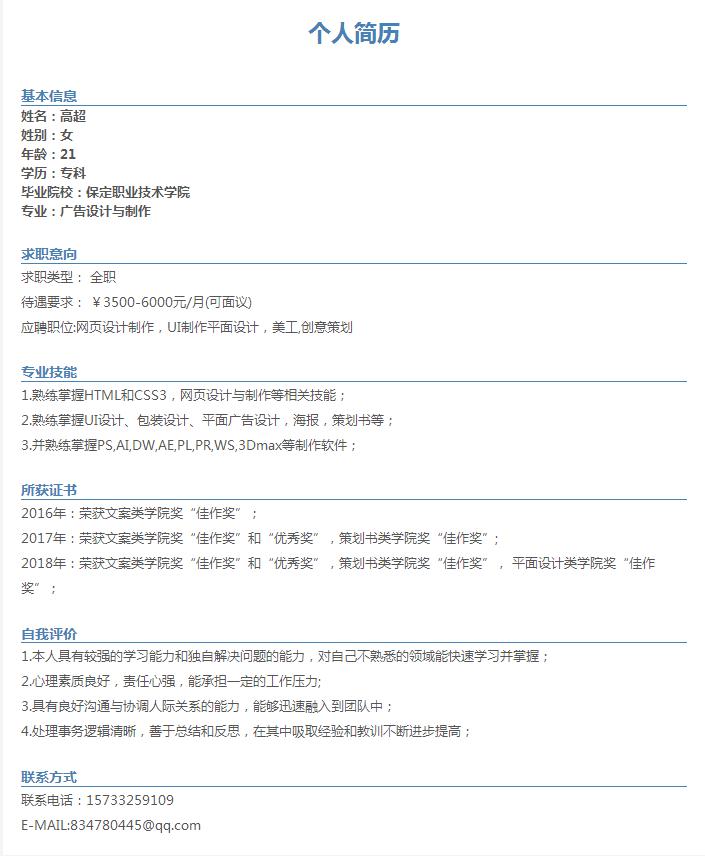 个人简历
基本信息
姓名：高超
姓别：女
年龄：21
学历：专科
毕业院校：保定职业技术学院
专业：广告设计与制作
求职意向
求职类型： 全职
待遇要求： ￥3500-6000元/月(可面议)
应聘职位:网页设计制作，UI制作平面设计，美工,创意策划
专业技能
1.熟练掌握HTML和CSS3，网页设计与制作等相关技能；
2.熟练掌握UI设计、包装设计、平面广告设计，海报，策划书等；
3.并熟练掌握PS,AI,DW,AE,PL,PR,WS,3Dmax等制作软件；
所获证书
2016年：荣获文案类学院奖“佳作奖”；
2017年：荣获文案类学院奖“佳作奖”和“优秀奖”，策划书类学院奖“佳作奖”;
2018年：荣获文案类学院奖“佳作奖”和“优秀奖”，策划书类学院奖“佳作奖”， 平面设计类学院奖“佳作
奖”；
自我评价
1.本人具有较强的学习能力和独自解决问题的能力，对自己不熟悉的领域能快速学习并掌握；
2.心理素质良好，责任心强，能承担一定的工作压力;
3.具有良好沟通与协调人际关系的能力，能够迅速融入到团队中；
4.处理事务逻辑清晰，善于总结和反思，在其中吸取经验和教训不断进步提高；
联系方式
联系电话：15733259109
E-MAIL:834780445@qq.com